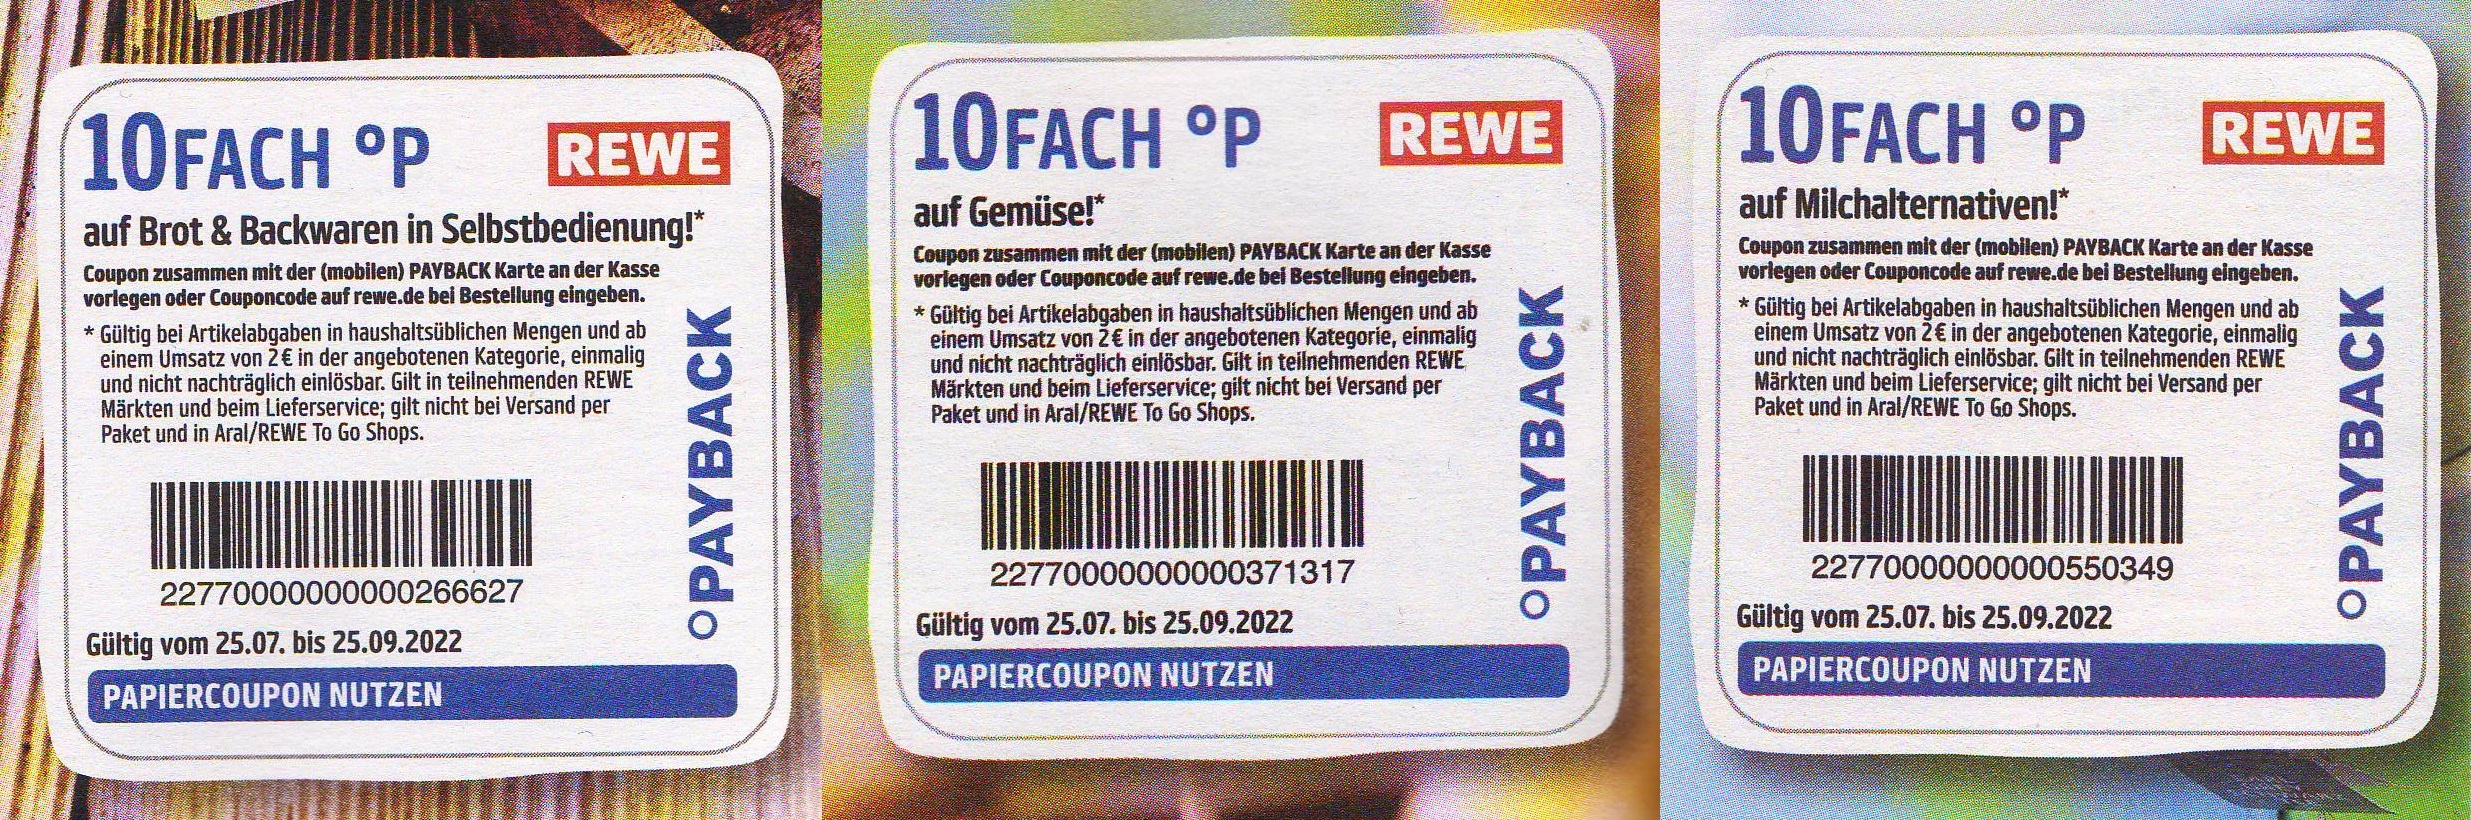 10FACH °P
REWE
auf Brot & Backwaren in Selbstbedienung!*
Coupon zusammen mit der (mobilen) PAYBACK Karte an der Kasse
vorlegen oder Couponcode auf rewe.de bei Bestellung eingeben.
* Gültig bei Artikelabgaben in haushaltsüblichen Mengen und ab
einem Umsatz von 2€ in der angebotenen Kategorie, einmalig
und nicht nachträglich einlösbar. Gilt in teilnehmenden REWE
Märkten und beim Lieferservice; gilt nicht bei Versand per
Paket und in Aral/REWE To Go Shops.
PAYBACK
22770000000000266627
Gültig vom 25.07. bis 25.09.2022
PAPIERCOUPON NUTZEN
10FACH °P
REWE
auf Gemüse!*
Coupon zusammen mit der (mobilen) PAYBACK Karte an der Kasse
vorlegen oder Couponcode auf rewe.de bei Bestellung eingeben.
* Gültig bei Artikelabgaben in haushaltsüblichen Mengen und ab
einem Umsatz von 2€ in der angebotenen Kategorie, einmalig
und nicht nachträglich einlösbar. Gilt in teilnehmenden REWE
Märkten und beim Lieferservice; gilt nicht bei Versand per
Paket und in Aral/REWE To Go Shops.
PAYBACK
22770000000000371317
Gültig vom 25.07. bis 25.09.2022
PAPIERCOUPON NUTZEN
10FACH °P
REWE
auf Milchalternativen!*
Coupon zusammen mit der (mobilen) PAYBACK Karte an der Kasse
vorlegen oder Couponcode auf rewe.de bei Bestellung eingeben.
* Gültig bei Artikelabgaben in haushaltsüblichen Mengen und ab
einem Umsatz von 2€ in der angebotenen Kategorie, einmalig
und nicht nachträglich einlösbar. Gilt in teilnehmenden REWE
Märkten und beim Lieferservice; gilt nicht bei Versand per
Paket und in Aral/REWE To Go Shops.
PAYBACK
22770000000000550349
Gültig vom 25.07. bis 25.09.2022
PAPIERCOUPON NUTZEN